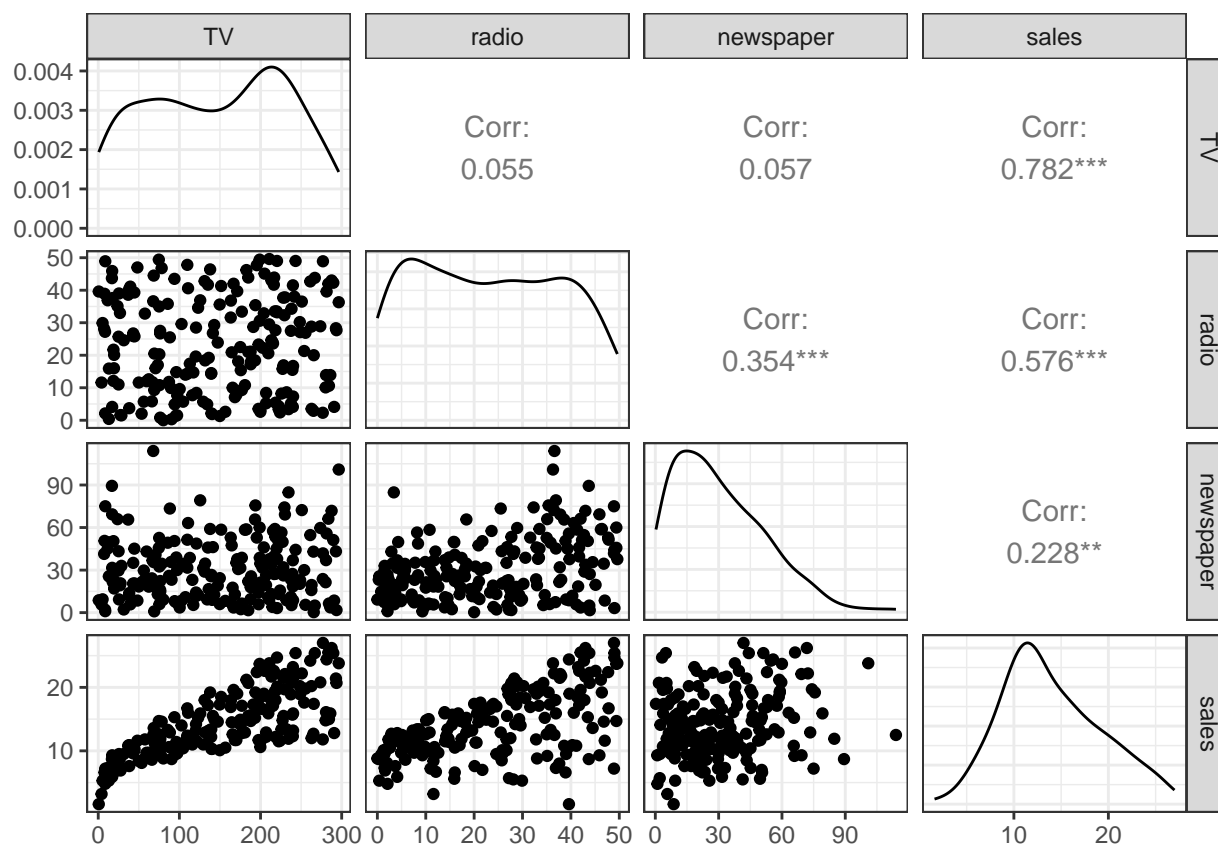 TV
radio
newspaper
sales
0.004
0.003
0.002
0.001
0.000
Corr:
0.055
Corr:
0.057
Corr:
0.782***
TV
50
40
30
20
10
0
Corr:
0.354***
Corr:
0.576***
radio
90
60
30
0
Corr:
0.228**
newspaper
20
10
sales
0 100 200 300
0 10 20 30 40 50
0 30 60 90
10 20